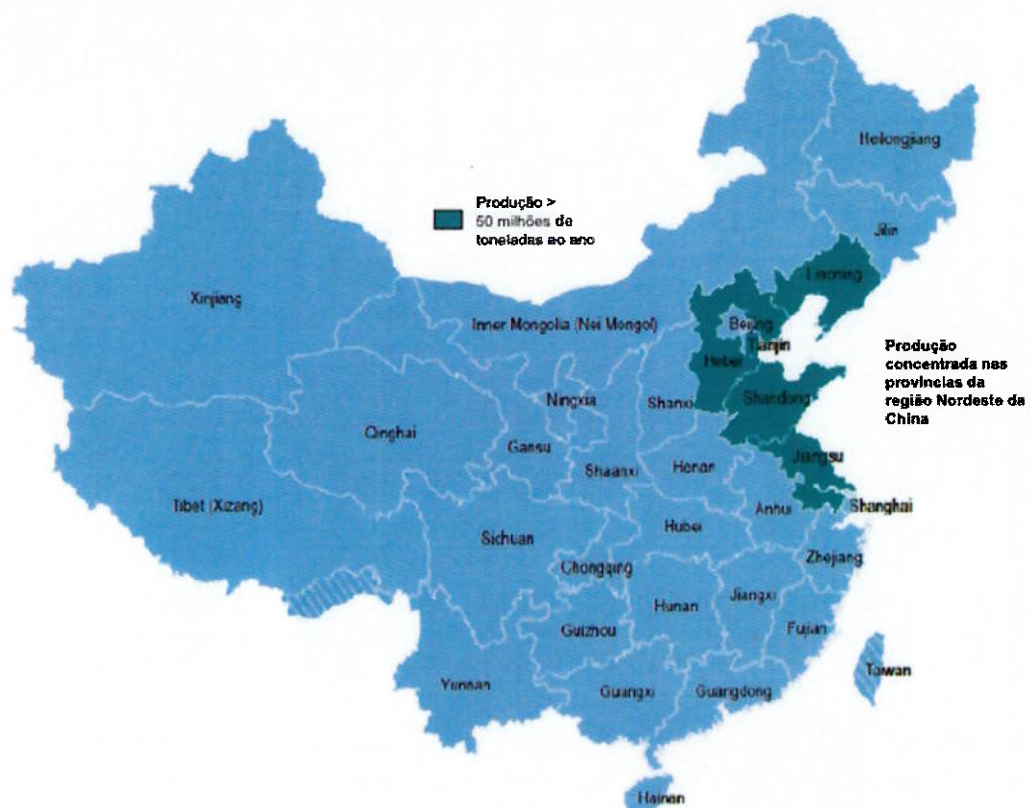 Heilongjiang
Produção >
50 milhões de
toneladas ao ano
Jilin
Liaoning
Xinjiang
Inner Mongolia (Nei Mongol)
Beijing
Tianjin
Hebei
Produção
concentrada nas
províncias da
região Nordeste da
China
Shandong
Ningxia
Shanxi
Qinghai
Gansu
Jiangsu
Shaanxi
Henan
Tibet (Xizang)
Anhui
Shanghai
Hubei
Sichuan
Zhejiang
Chongqing
Jiangxi
Hunan
Guizhou
Fujian
Taiwan
Yunnan
Guangxi
Guangdong
Hainan